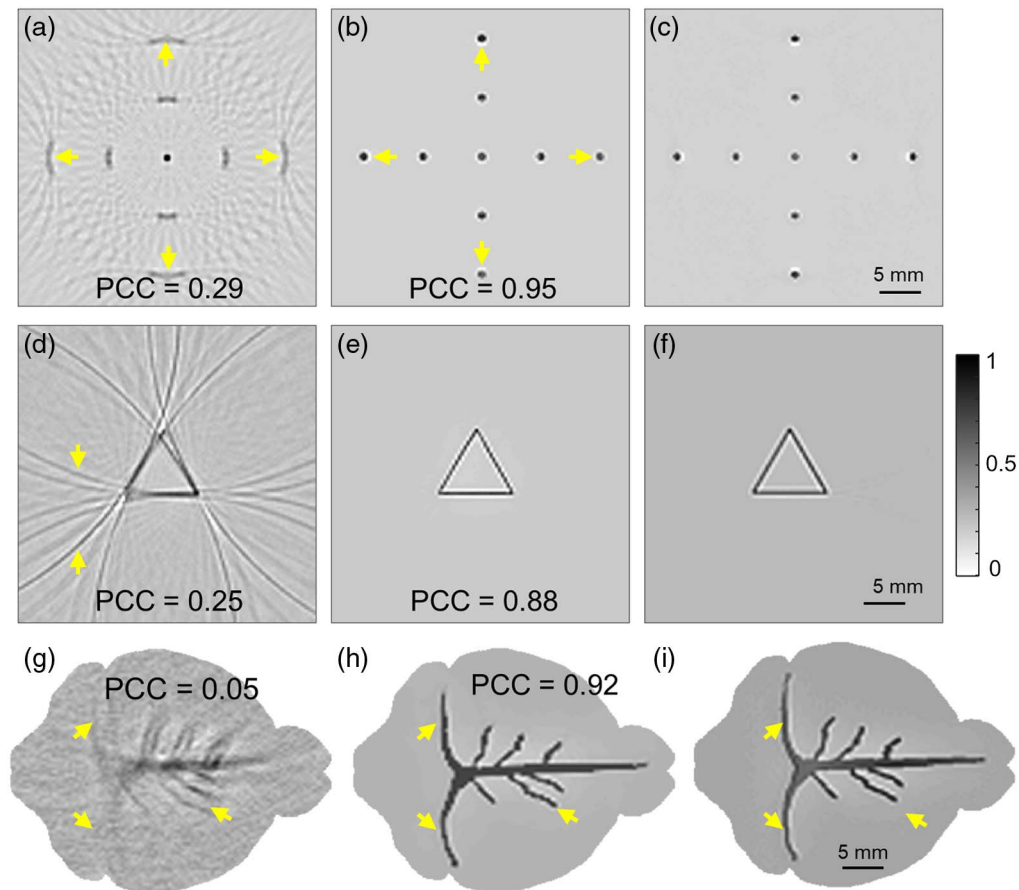 (a)
(b)
(c)
PCC = 0.29
PCC = 0.95
5 mm
(d)
(e)
(f)
PCC = 0.25
PCC = 0.88
5 mm
1
0.5
0
(g)
(h)
(i)
PCC = 0.05
PCC = 0.92
5 mm